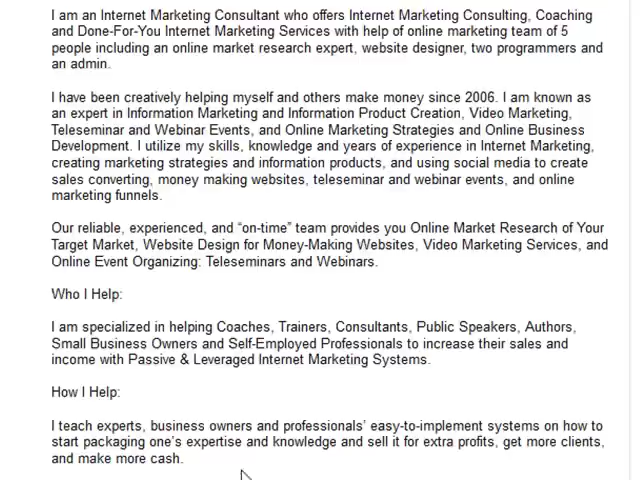 I am an Internet Marketing Consultant who offers Internet Marketing Consulting, Coaching
and Done-For-You Internet Marketing Services with help of online marketing team of 5
people including an online market research expert, website designer, two programmers and
an admin.
I have been creatively helping myself and others make money since 2006. I am known as
an expert in Information Marketing and Information Product Creation, Video Marketing,
Teleseminar and Webinar Events, and Online Marketing Strategies and Online Business
Development. I utilize my skills, knowledge and years of experience in Internet Marketing,
creating marketing strategies and information products, and using social media to create
sales converting, money making websites, teleseminar and webinar events, and online
marketing funnels.
Our reliable, experienced, and “on-time” team provides you Online Market Research of Your
Target Market, Website Design for Money-Making Websites, Video Marketing Services, and
Online Event Organizing: Teleseminars and Webinars.
Who I Help:
I am specialized in helping Coaches, Trainers, Consultants, Public Speakers, Authors,
Small Business Owners and Self-Employed Professionals to increase their sales and
income with Passive & Leveraged Internet Marketing Systems.
How I Help:
I teach experts, business owners and professionals’ easy-to-implement systems on how to
start packaging one’s expertise and knowledge and sell it for extra profits, get more clients,
and make more cash.